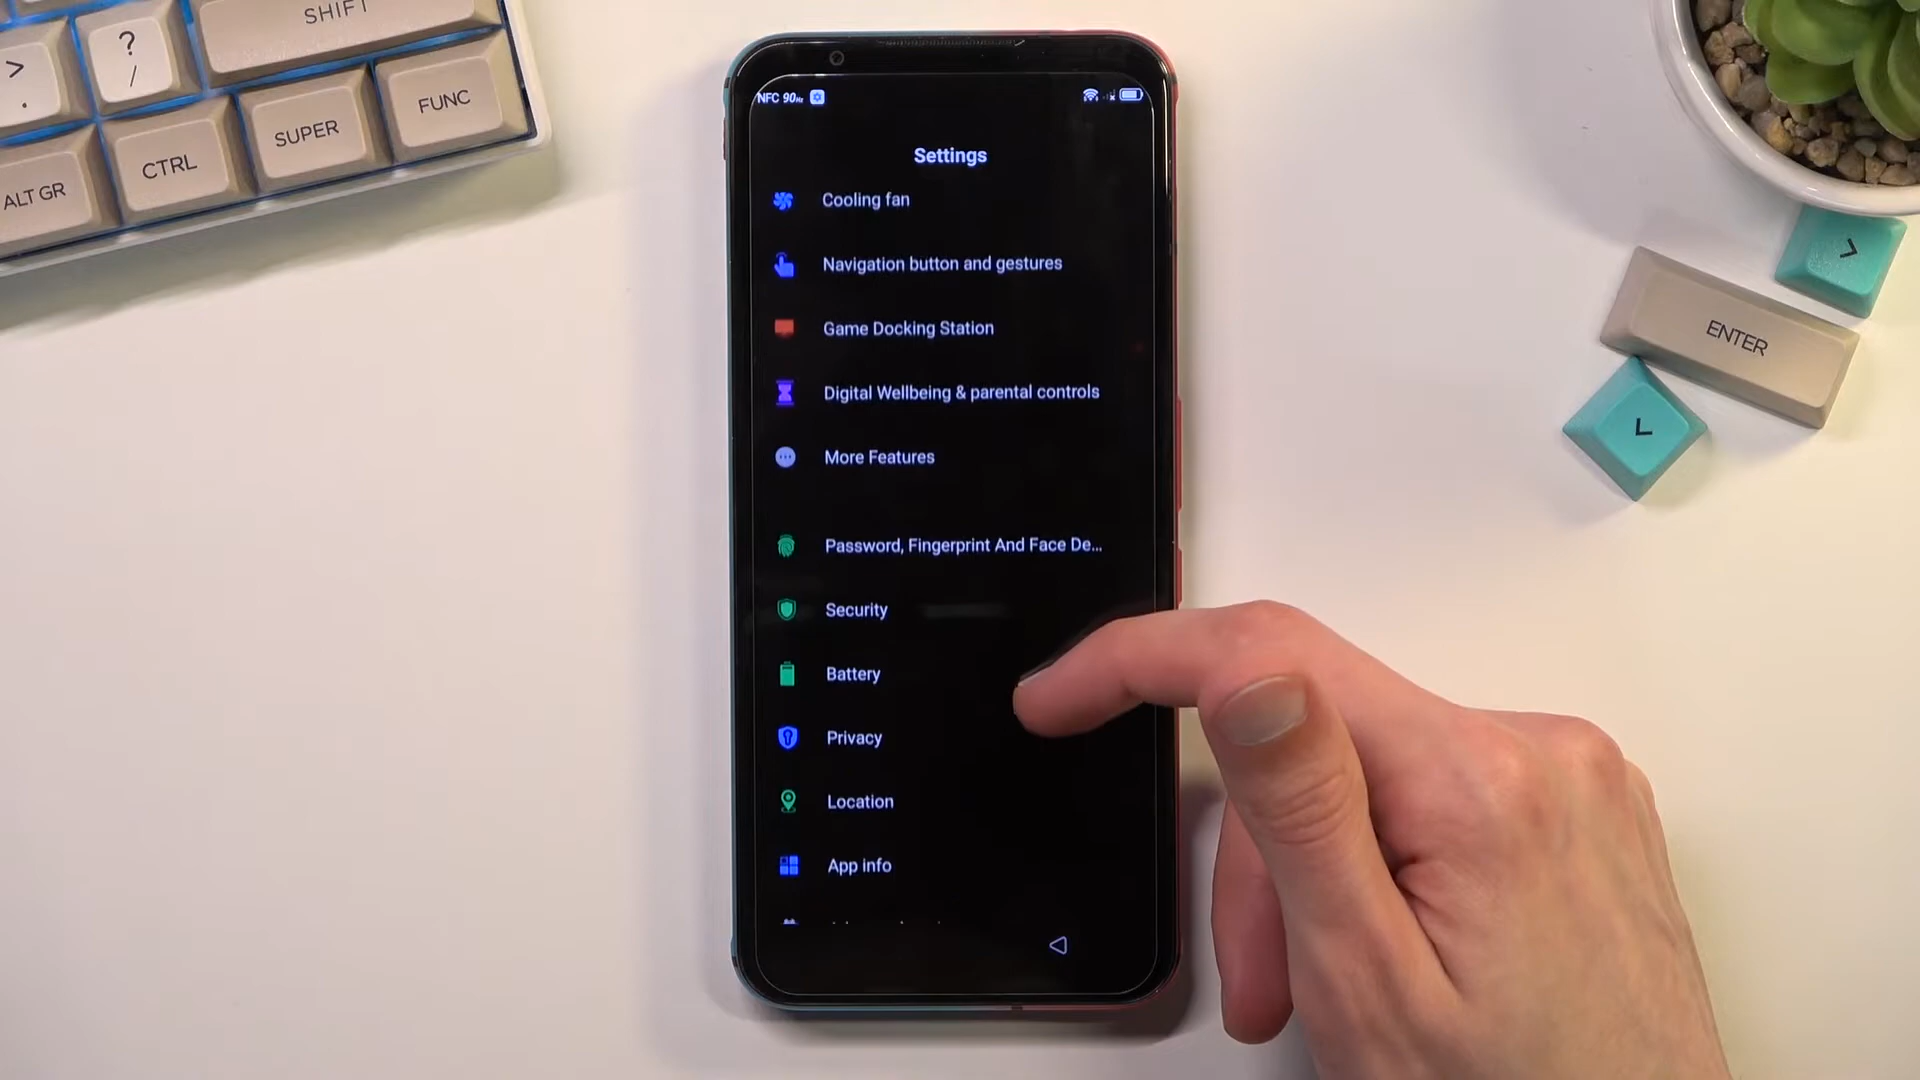 SHIFT
?
/
>
.
FUNC
SUPER
CTRL
ALT GR
NFC 90Hz
Settings
Cooling fan
Navigation button and gestures
Game Docking Station
Digital Wellbeing & parental controls
More Features
Password, Fingerprint And Face De...
Security
Battery
Privacy
Location
App info
>
ENTER
<